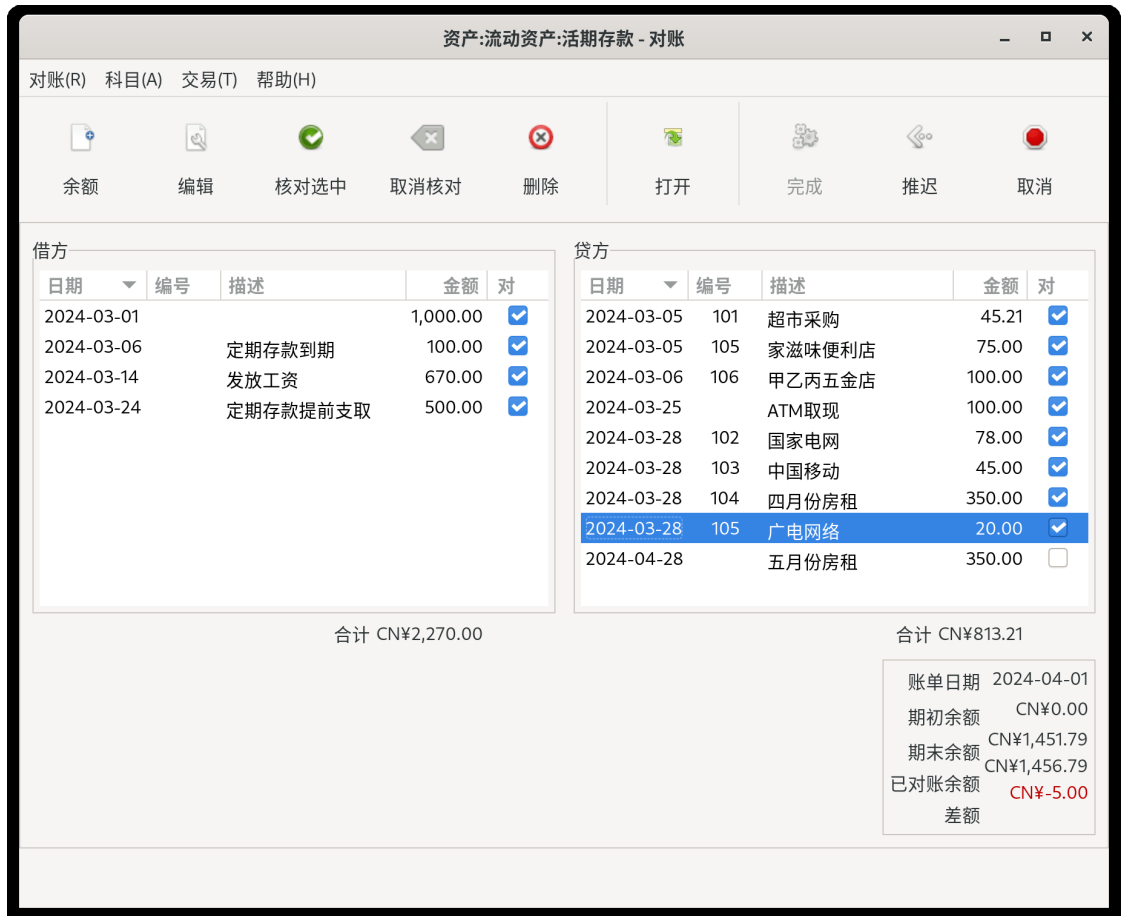 资产:流动资产:活期存款 - 对账
对账(R) 科目(A) 交易(T) 帮助(H)
余额 编辑 核对选中 取消核对 删除 打开 完成 推迟 取消
借方
日期 编号 描述 金额 对
2024-03-01 1,000.00
2024-03-06 定期存款到期 100.00
2024-03-14 发放工资 670.00
2024-03-24 定期存款提前支取 500.00
合计 CN¥2,270.00
贷方
日期 编号 描述 金额 对
2024-03-05 101 超市采购 45.21
2024-03-05 105 家滋味便利店 75.00
2024-03-06 106 甲乙丙五金店 100.00
2024-03-25 ATM取现 100.00
2024-03-28 102 国家电网 78.00
2024-03-28 103 中国移动 45.00
2024-03-28 104 四月份房租 350.00
2024-03-28 105 广电网络 20.00
2024-04-28 五月份房租 350.00
合计 CN¥813.21
账单日期 2024-04-01
期初余额 CN¥0.00
期末余额 CN¥1,451.79
已对账余额 CN¥1,456.79
差额 CN¥-5.00